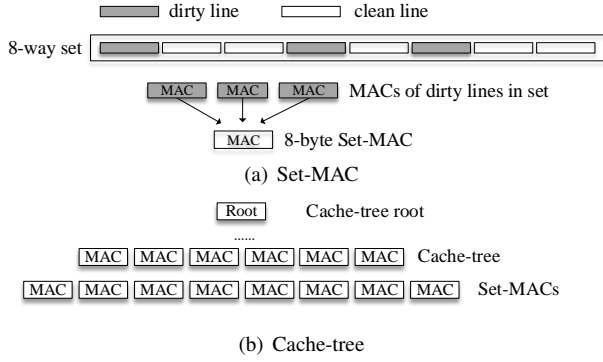 dirty line clean line
8-way set
MAC MAC MAC MACs of dirty lines in set
MAC 8-byte Set-MAC
(a) Set-MAC
Root Cache-tree root
......
MAC MAC MAC MAC MAC MAC Cache-tree
MAC MAC MAC MAC MAC MAC MAC MAC Set-MACs
(b) Cache-tree